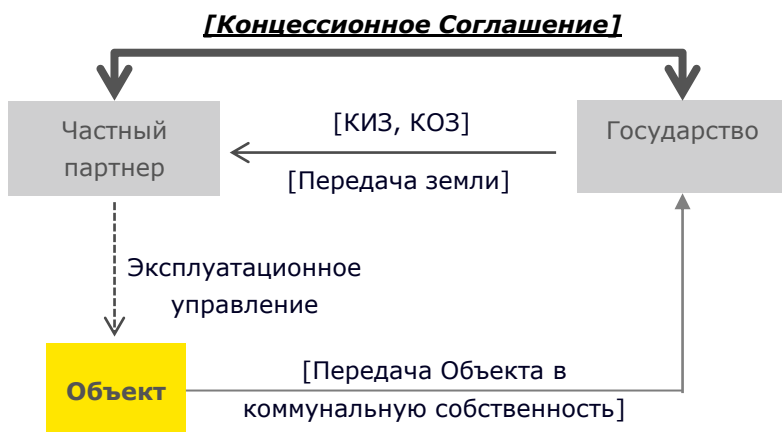 [Концессионное Соглашение]
Частный
партнер
[КИЗ, КОЗ]
[Передача земли]
Государство
Эксплуатационное
управление
Объект
[Передача Объекта в
коммунальную собственность]